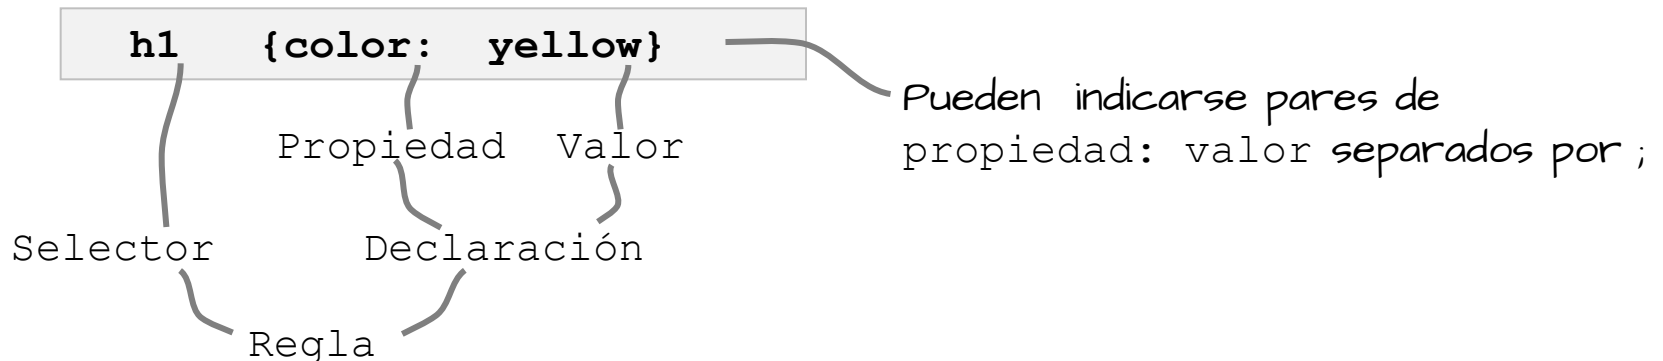 h1 {color: yellow}
Pueden indicarse pares de
propiedad: valor separados por ;
Propiedad Valor
Selector Declaración
Regla